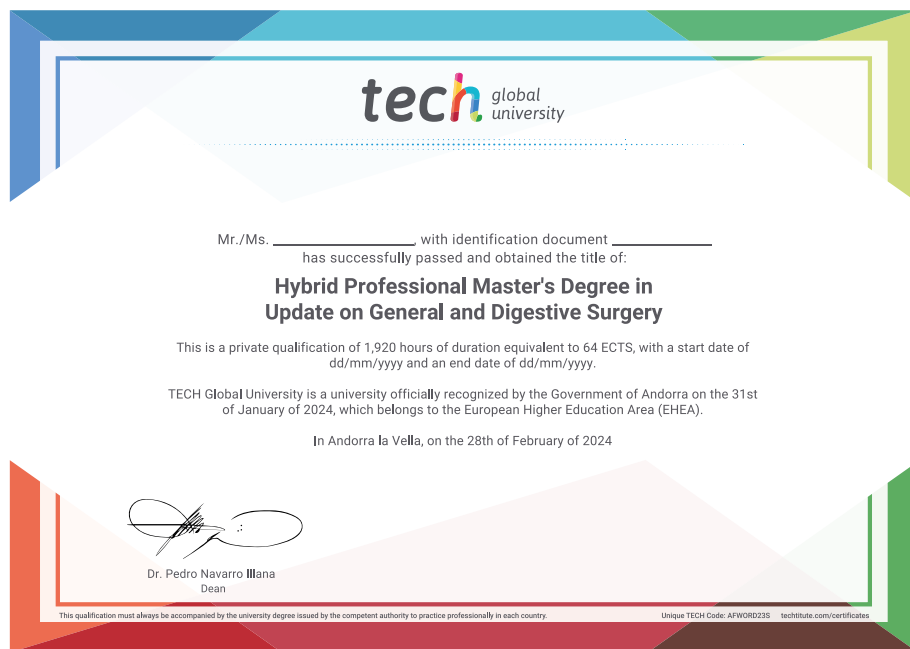 tech global
university
Mr./Ms. ____________, with identification document ____________
has successfully passed and obtained the title of:
Hybrid Professional Master's Degree in
Update on General and Digestive Surgery
This is a private qualification of 1,920 hours of duration equivalent to 64 ECTS, with a start date of
dd/mm/yyyy and an end date of dd/mm/yyyy.
TECH Global University is a university officially recognized by the Government of Andorra on the 31st
of January of 2024, which belongs to the European Higher Education Area (EHEA).
In Andorra la Vella, on the 28th of February of 2024
Dr. Pedro Navarro Illana
Dean
This qualification must always be accompanied by the university degree issued by the competent authority to practice professionally in each country. Unique TECH Code: AFWORD23S techtitute.com/certificates